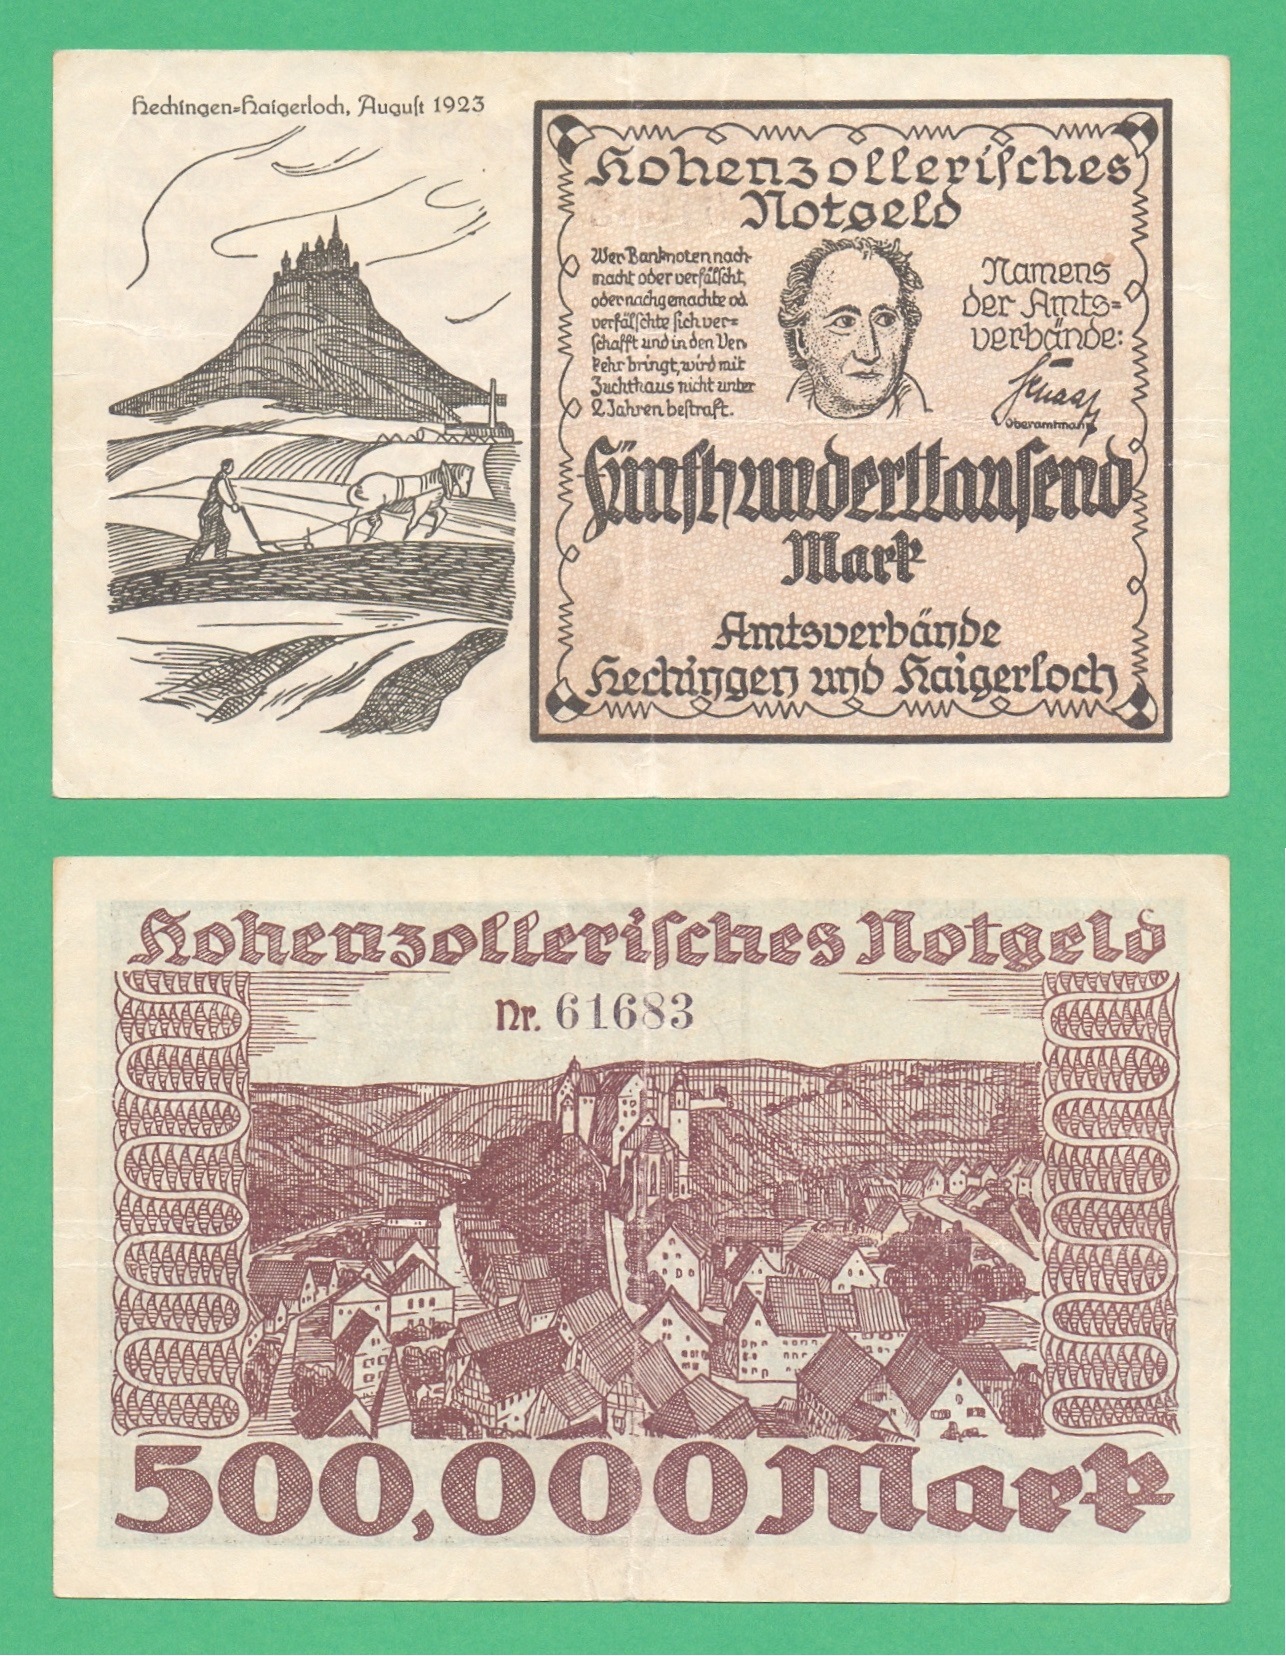 Hechingen-Haigerloch, August 1923
Hohenzollerisches
Notgeld
Wer Banknoten nach-
macht oder verfälscht,
oder nachgemachte od.
verfälschte sich ver-
schafft und in den Ver-
kehr bringt, wird mit
Zuchthaus nicht unter
2 Jahren bestraft.
Namens
der Amts-
verbände:
Oberamtmann
Fünfhunderttausend
Mark
Amtsverbände
Hechingen und Haigerloch
Hohenzollerisches Notgeld
Nr. 61683
500,000 Mark